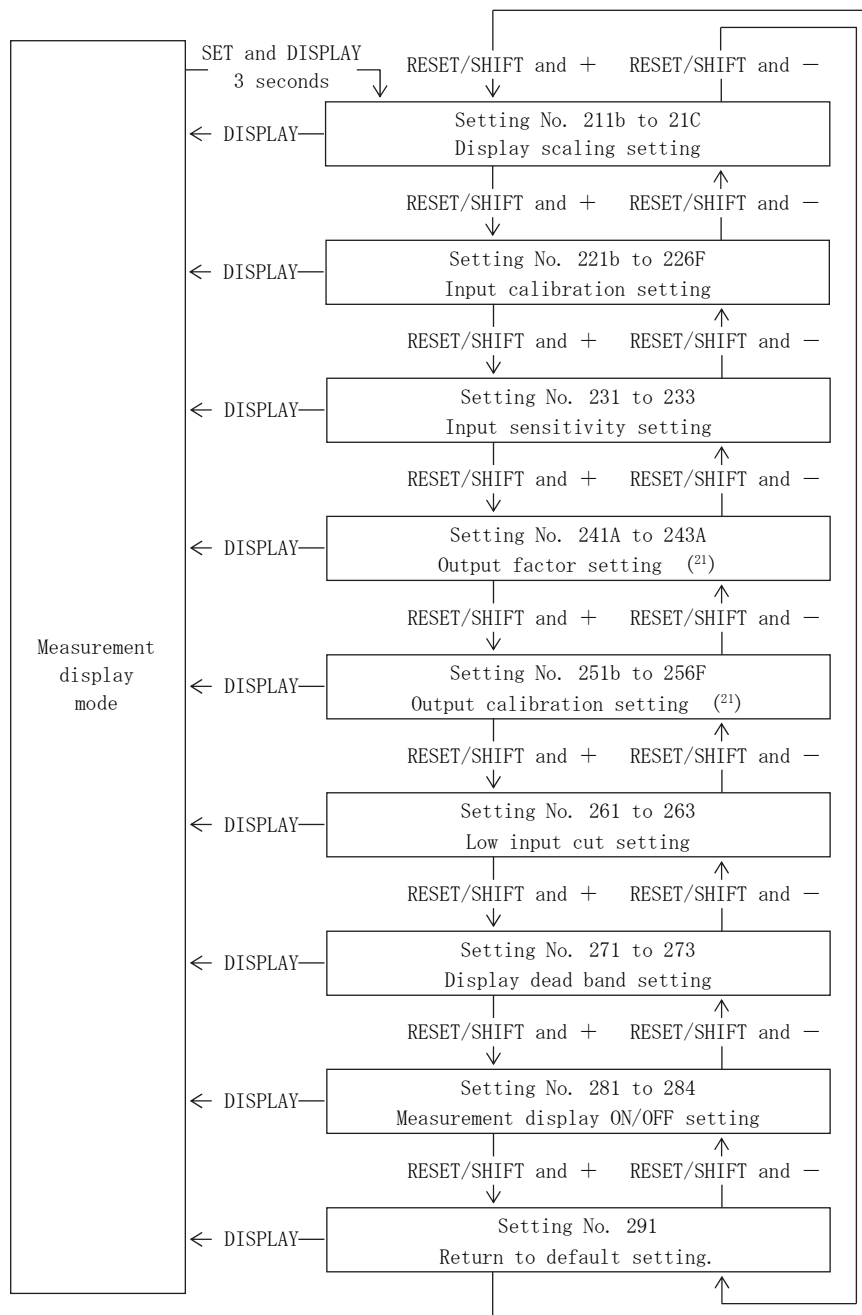 SET and DISPLAY
3 seconds
RESET/SHIFT and + RESET/SHIFT and −
Setting No. 211b to 21C
Display scaling setting
DISPLAY
RESET/SHIFT and + RESET/SHIFT and −
Setting No. 221b to 226F
Input calibration setting
DISPLAY
RESET/SHIFT and + RESET/SHIFT and −
Setting No. 231 to 233
Input sensitivity setting
DISPLAY
RESET/SHIFT and + RESET/SHIFT and −
Setting No. 241A to 243A
Output factor setting (21)
DISPLAY
RESET/SHIFT and + RESET/SHIFT and −
Measurement
display
mode
Setting No. 251b to 256F
Output calibration setting (21)
DISPLAY
RESET/SHIFT and + RESET/SHIFT and −
Setting No. 261 to 263
Low input cut setting
DISPLAY
RESET/SHIFT and + RESET/SHIFT and −
Setting No. 271 to 273
Display dead band setting
DISPLAY
RESET/SHIFT and + RESET/SHIFT and −
Setting No. 281 to 284
Measurement display ON/OFF setting
DISPLAY
RESET/SHIFT and + RESET/SHIFT and −
Setting No. 291
Return to default setting.
DISPLAY